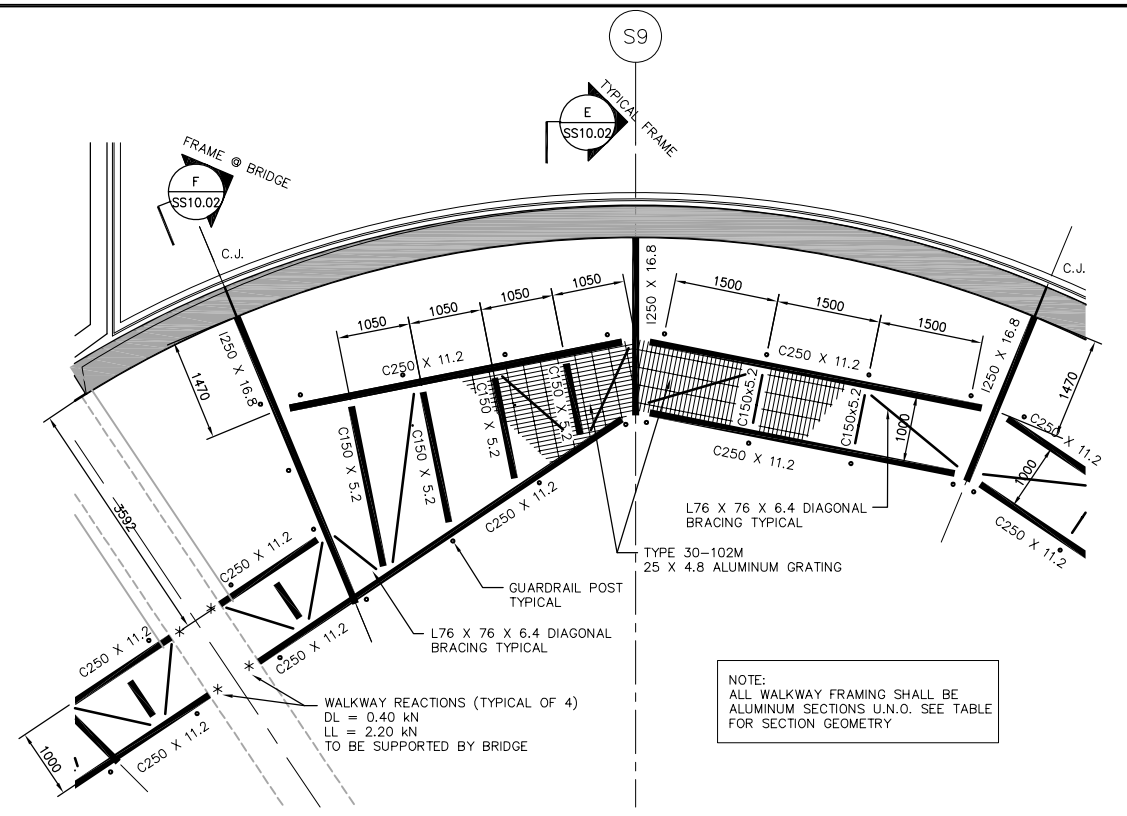 S9
TYPICAL FRAME
E
SS10.02
FRAME @ BRIDGE
F
SS10.02
C.J.
C.J.
1050
1050
1050
1050
I250 X 16.8
1500
1500
1500
I250 X 16.8
C250 X 11.2
C250 X 11.2
I250 X 16.8
1470
1470
C150 X 5.2
C150 X 5.2
C150 X 5.2
C150 X 5.2
C150x5.2
C150x5.2
1000
C250 X 11.2
C250 X 11.2
C250 X 11.2
1000
C250 X 11.2
L76 X 76 X 6.4 DIAGONAL
BRACING TYPICAL
3592
C250 X 11.2
TYPE 30-102M
25 X 4.8 ALUMINUM GRATING
GUARDRAIL POST
TYPICAL
L76 X 76 X 6.4 DIAGONAL
BRACING TYPICAL
C250 X 11.2
C250 X 11.2
C250 X 11.2
1000
WALKWAY REACTIONS (TYPICAL OF 4)
DL = 0.40 kN
LL = 2.20 kN
TO BE SUPPORTED BY BRIDGE
NOTE:
ALL WALKWAY FRAMING SHALL BE
ALUMINUM SECTIONS U.N.O. SEE TABLE
FOR SECTION GEOMETRY